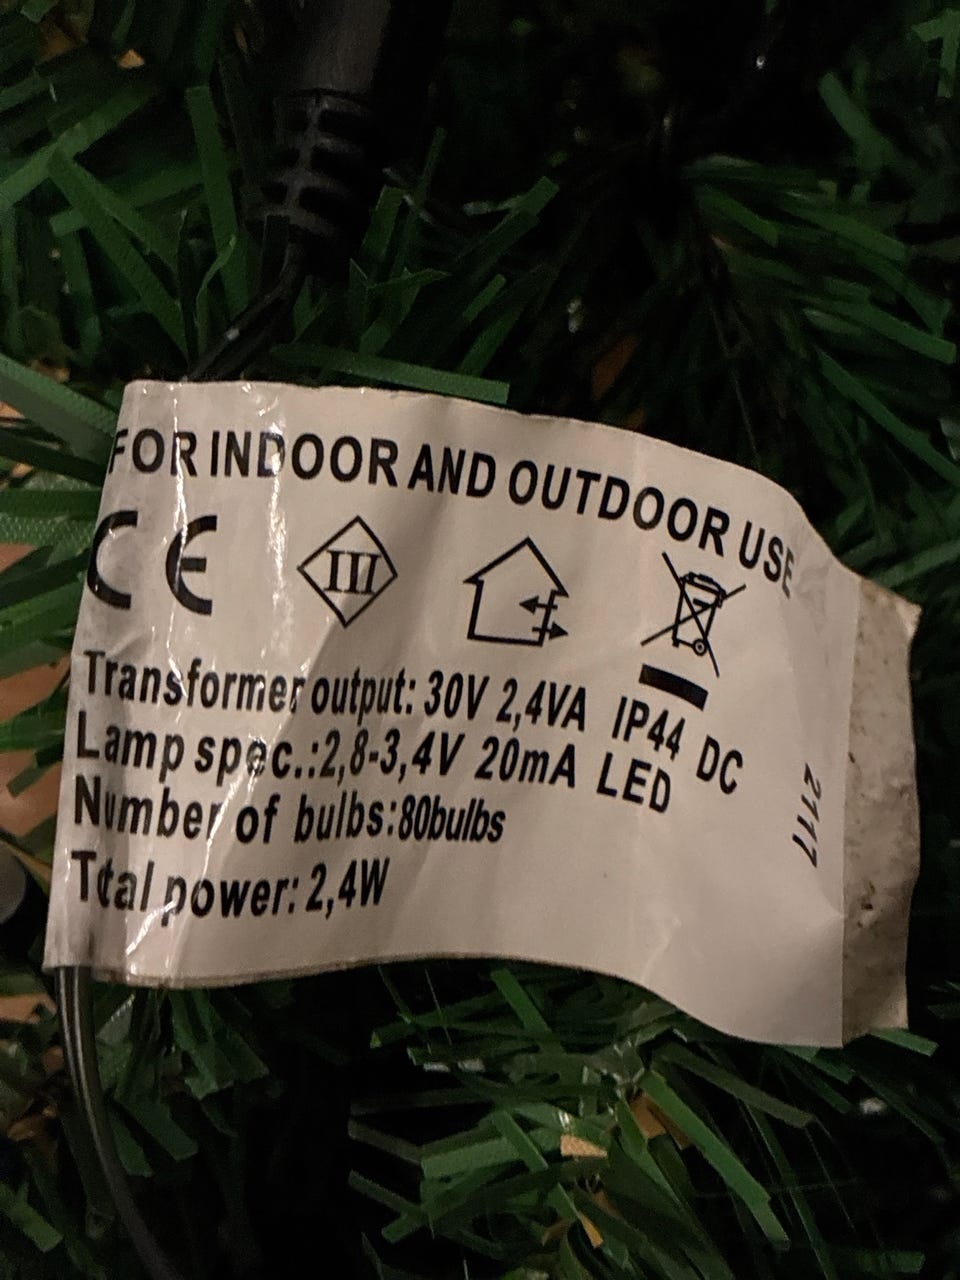 FOR INDOOR AND OUTDOOR USE
CE III
Transformer output: 30V 2,4VA IP44 DC
Lamp spec.:2,8-3,4V 20mA LED
Number of bulbs:80bulbs
Total power: 2,4W
2117